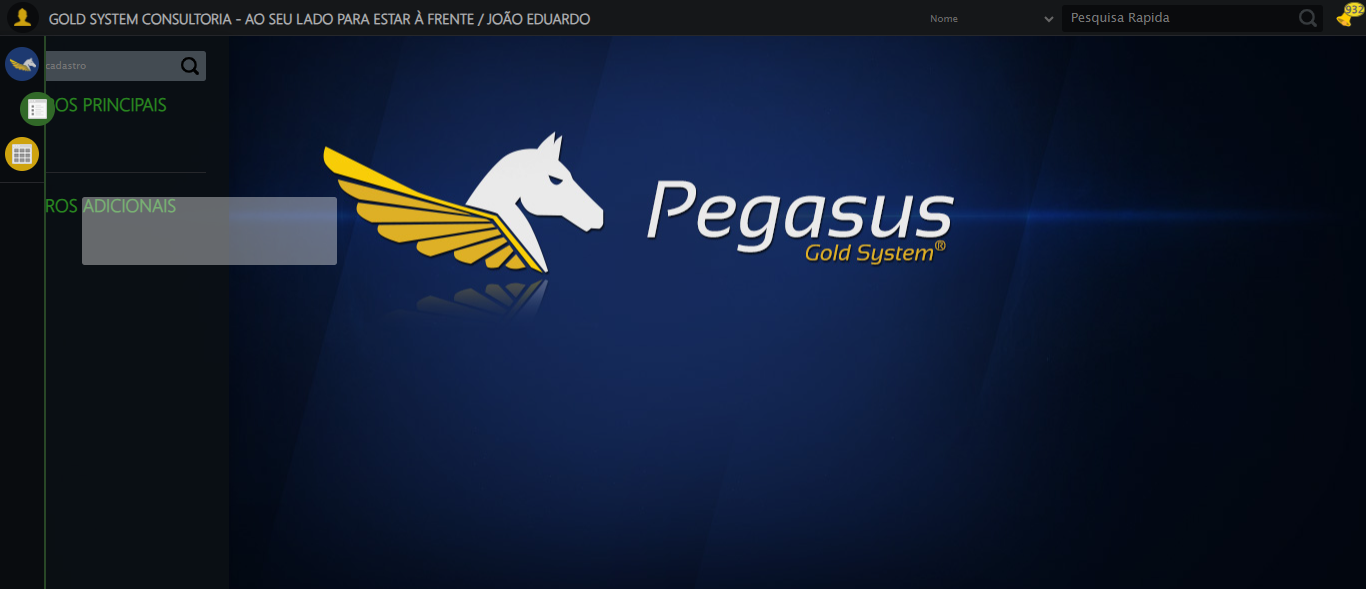 GOLD SYSTEM CONSULTORIA - AO SEU LADO PARA ESTAR À FRENTE / JOÃO EDUARDO
Nome
Pesquisa Rapida
932
cadastro
OS PRINCIPAIS
ROS ADICIONAIS
Pegasus
Gold System®